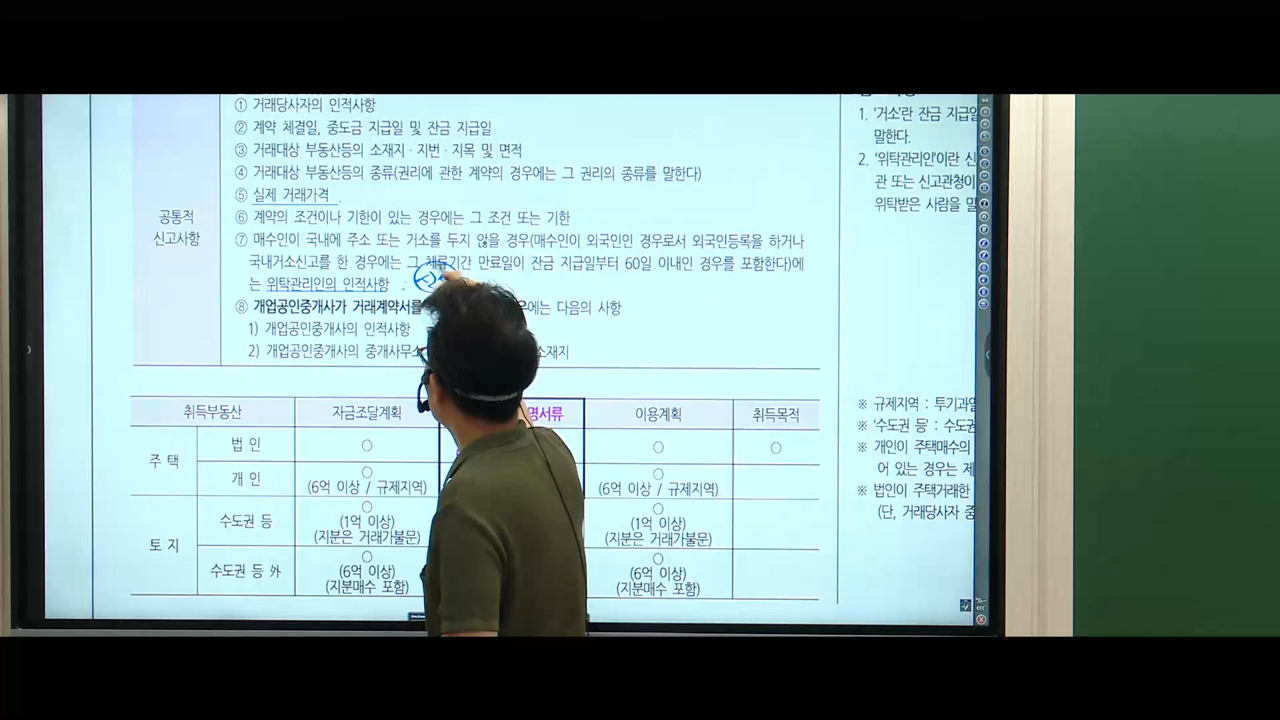 ① 거래당사자의 인적사항
② 계약 체결일, 중도금 지급일 및 잔금 지급일
③ 거래대상 부동산등의 소재지·지번·지목 및 면적
④ 거래대상 부동산등의 종류(권리에 관한 계약의 경우에는 그 권리의 종류를 말한다)
⑤ 실제 거래가격
공통적
신고사항
⑥ 계약의 조건이나 기한이 있는 경우에는 그 조건 또는 기한
⑦ 매수인이 국내에 주소 또는 거소를 두지 않을 경우(매수인이 외국인인 경우로서 외국인등록을 하거나
국내거소신고를 한 경우에는 그 체류기간 만료일이 잔금 지급일부터 60일 이내인 경우를 포함한다)에
는 위탁관리인의 인적사항
⑧ 개업공인중개사가 거래계약서를 우에는 다음의 사항
1) 개업공인중개사의 인적사항
2) 개업공인중개사의 중개사무소 소재지
1. '거소'란 잔금 지급일
말한다.
2. '위탁관리인'이란 신
관 또는 신고관청이
위탁받은 사람을 말
취득부동산 자금조달계획 명서류 이용계획 취득목적
주 택 법 인 ○ ○ ○
개 인 ○ (6억 이상 / 규제지역) ○ (6억 이상 / 규제지역)
토 지 수도권 등 ○ (1억 이상) (지분은 거래가불문) ○ (1억 이상) (지분은 거래가불문)
수도권 등 外 ○ (6억 이상) (지분매수 포함) ○ (6억 이상) (지분매수 포함)
※ 규제지역 : 투기과열
※ '수도권 등' : 수도권
※ 개인이 주택매수의
어 있는 경우는 제
※ 법인이 주택거래한
(단, 거래당사자 중